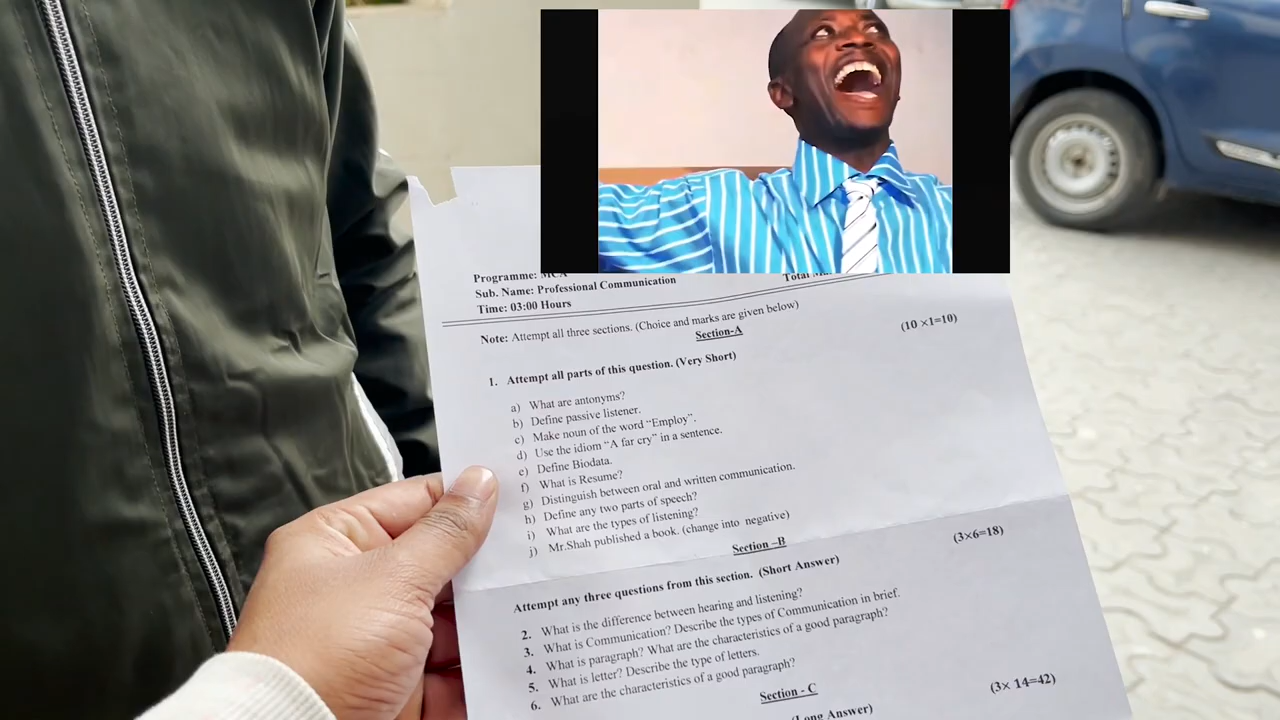 Programme: MCA
Sub. Name: Professional Communication
Total
Time: 03:00 Hours
Note: Attempt all three sections. (Choice and marks are given below)
Section-A
(10 ×1=10)
1. Attempt all parts of this question. (Very Short)
a) What are antonyms?
b) Define passive listener.
c) Make noun of the word “Employ”.
d) Use the idiom “A far cry” in a sentence.
e) Define Biodata.
f) What is Resume?
g) Distinguish between oral and written communication.
h) Define any two parts of speech?
i) What are the types of listening?
j) Mr.Shah published a book. (change into negative)
Section –B
(3×6=18)
Attempt any three questions from this section. (Short Answer)
2. What is the difference between hearing and listening?
3. What is Communication? Describe the types of Communication in brief.
4. What is paragraph? What are the characteristics of a good paragraph?
5. What is letter? Describe the type of letters.
6. What are the characteristics of a good paragraph?
Section - C
(3× 14=42)
(Long Answer)